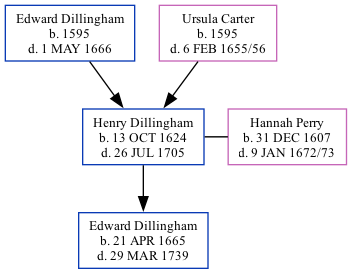 Edward Dillingham
b. 1595
d. 1 MAY 1666
Ursula Carter
b. 1595
d. 6 FEB 1655/56
Henry Dillingham
b. 13 OCT 1624
d. 26 JUL 1705
Hannah Perry
b. 31 DEC 1607
d. 9 JAN 1672/73
Edward Dillingham
b. 21 APR 1665
d. 29 MAR 1739